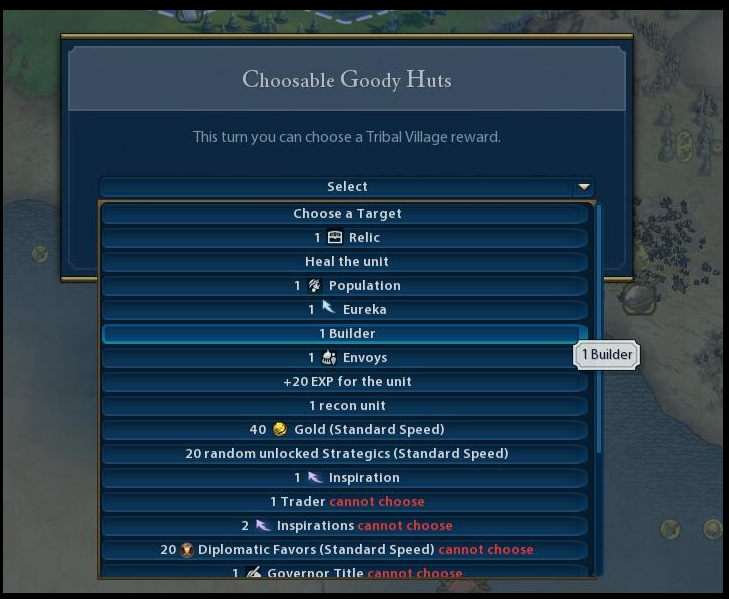 Choosable Goody Huts
This turn you can choose a Tribal Village reward.
Select
Choose a Target
1 Relic
Heal the unit
1 Population
1 Eureka
1 Builder
1 Builder
1 Envoys
+20 EXP for the unit
1 recon unit
40 Gold (Standard Speed)
20 random unlocked Strategics (Standard Speed)
1 Inspiration
1 Trader cannot choose
2 Inspirations cannot choose
20 Diplomatic Favors (Standard Speed) cannot choose
1 Governor Title cannot choose